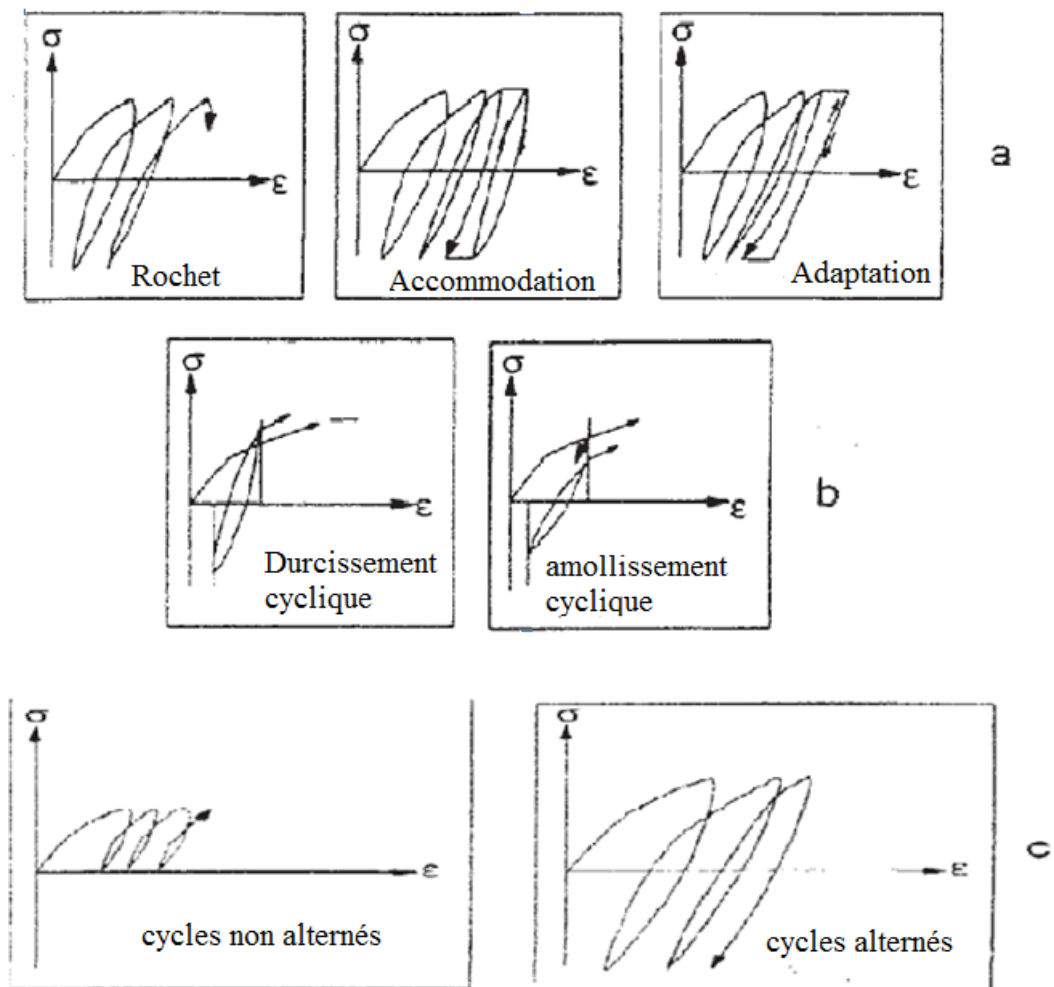 σ
ε
Rochet
σ
ε
Accommodation
σ
ε
Adaptation
a
σ
ε
Durcissement
cyclique
σ
ε
amollissement
cyclique
b
σ
ε
cycles non alternés
σ
ε
cycles alternés
c